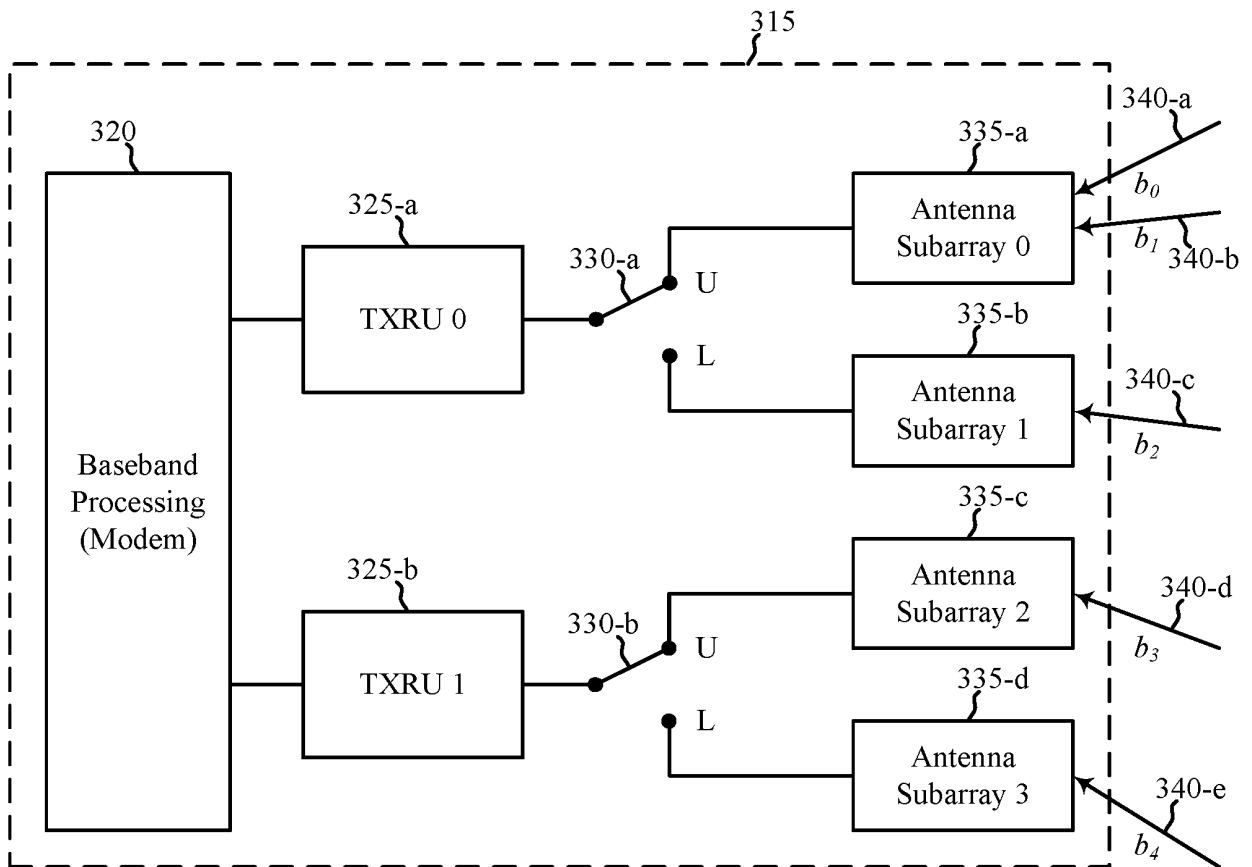 315
340-a
320
335-a
b0
325-a
Antenna
Subarray 0
b1
340-b
330-a
U
TXRU 0
335-b
L
340-c
Antenna
Subarray 1
b2
Baseband
Processing
(Modem)
335-c
325-b
Antenna
Subarray 2
340-d
330-b
U
b3
TXRU 1
335-d
L
Antenna
Subarray 3
340-e
b4